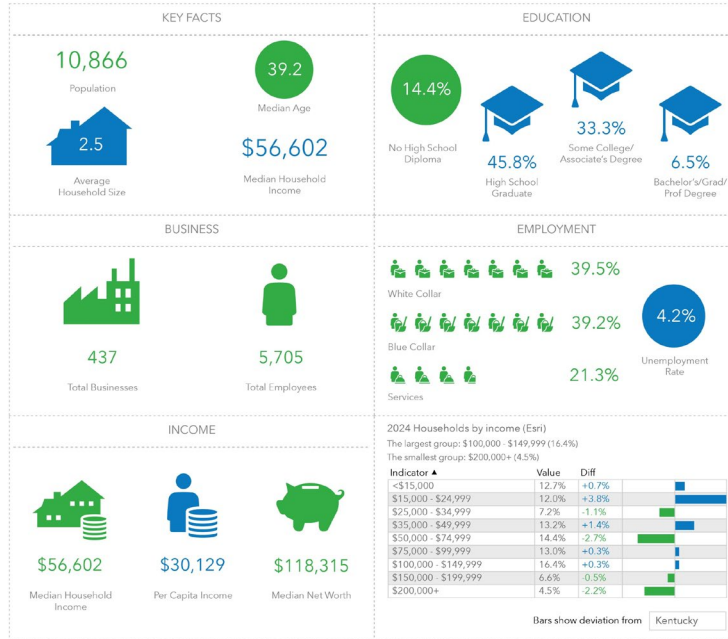 KEY FACTS
10,866
Population
39.2
Median Age
2.5
Average
Household Size
$56,602
Median Household
Income
EDUCATION
14.4%
No High School
Diploma
45.8%
High School
Graduate
33.3%
Some College/
Associate's Degree
6.5%
Bachelor's/Grad/
Prof Degree
BUSINESS
437
Total Businesses
5,705
Total Employees
EMPLOYMENT
39.5%
White Collar
39.2%
Blue Collar
21.3%
Services
4.2%
Unemployment
Rate
INCOME
$56,602
Median Household
Income
$30,129
Per Capita Income
$118,315
Median Net Worth
2024 Households by income (Esri)
The largest group: $100,000 - $149,999 (16.4%)
The smallest group: $200,000+ (4.5%)
Indicator ▲ Value Diff
<$15,000 12.7% +0.7%
$15,000 - $24,999 12.0% +3.8%
$25,000 - $34,999 7.2% -1.1%
$35,000 - $49,999 13.2% +1.4%
$50,000 - $74,999 14.4% -2.7%
$75,000 - $99,999 13.0% +0.3%
$100,000 - $149,999 16.4% +0.3%
$150,000 - $199,999 6.6% -0.5%
$200,000+ 4.5% -2.2%
Bars show deviation from Kentucky